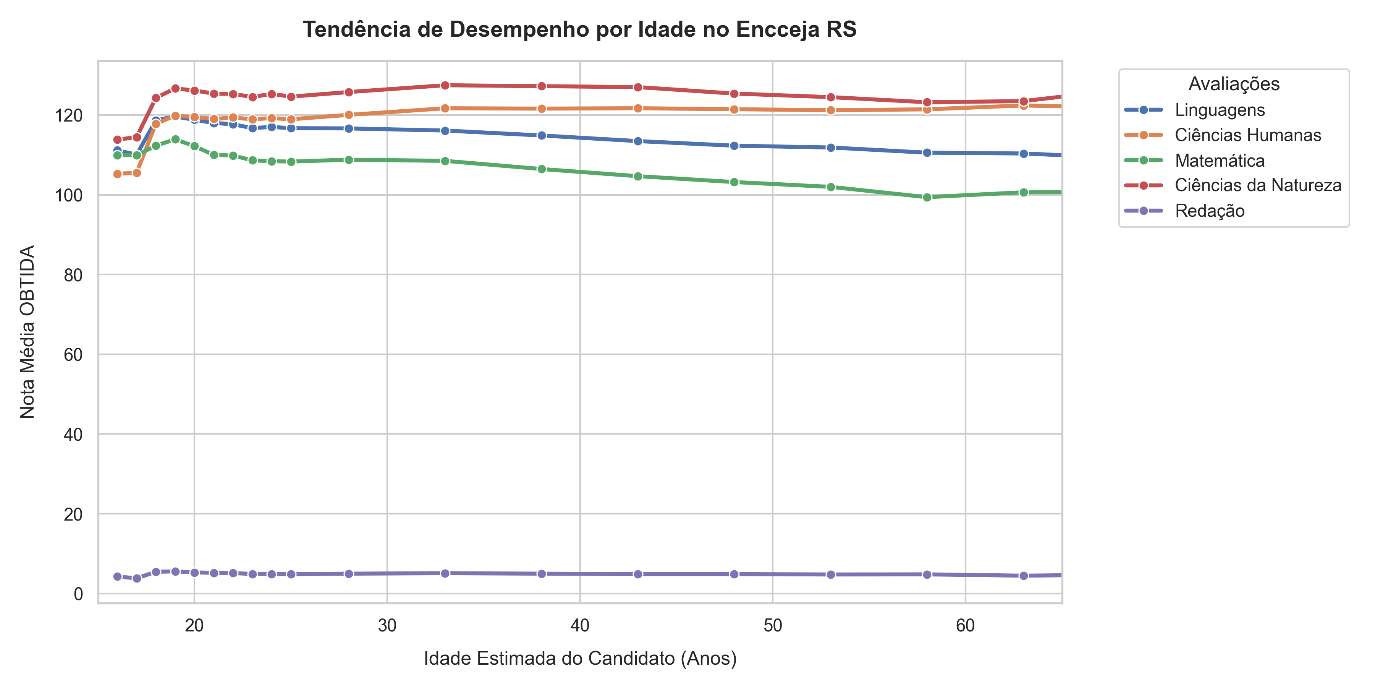 Tendência de Desempenho por Idade no Encceja RS
Avaliações
Linguagens
Ciências Humanas
Matemática
Ciências da Natureza
Redação
Nota Média OBTIDA
120
100
80
60
40
20
0
20 30 40 50 60
Idade Estimada do Candidato (Anos)